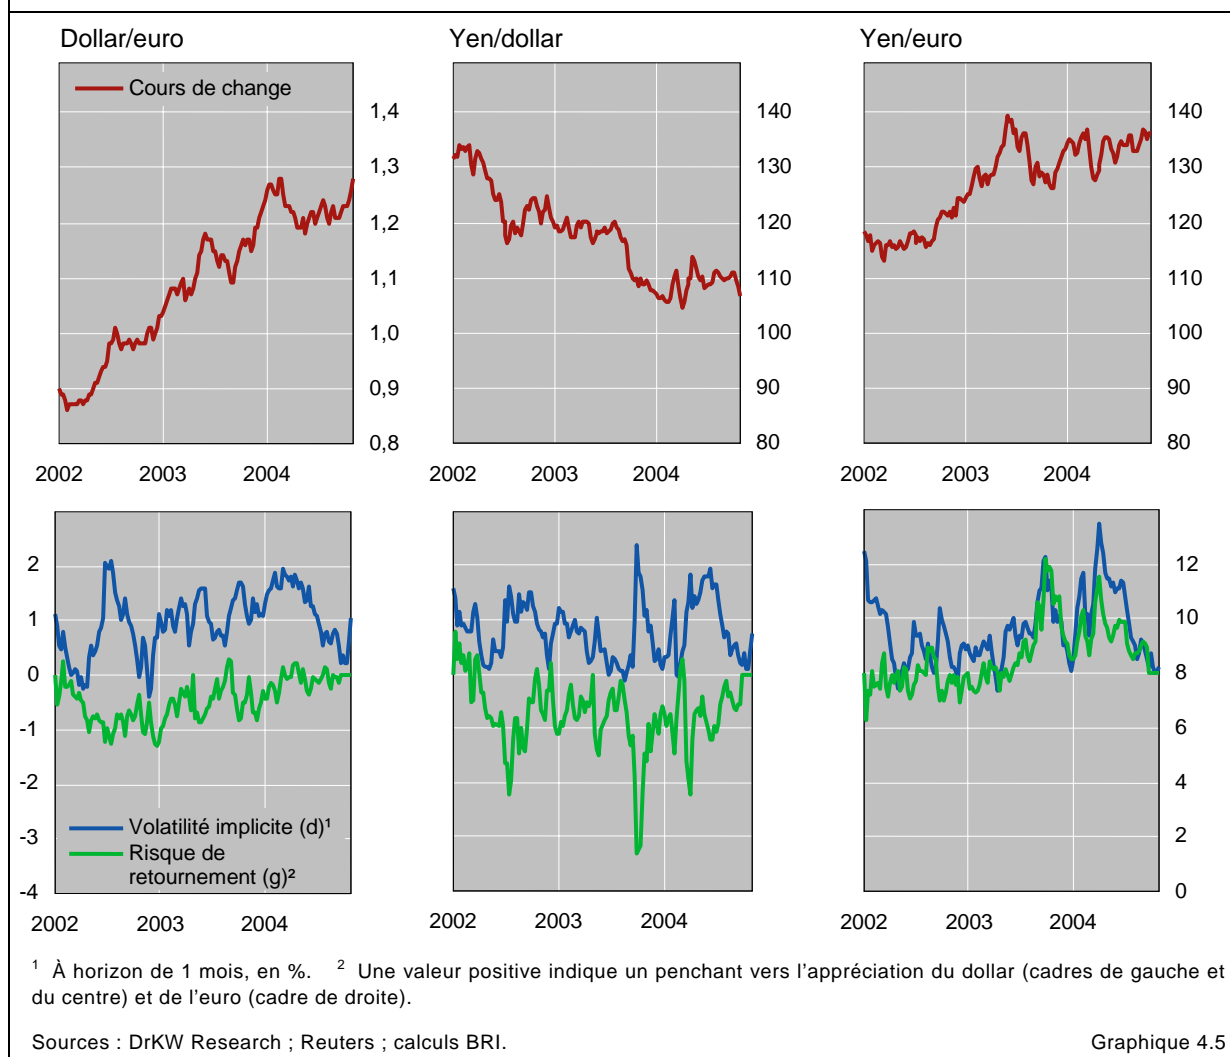 Dollar/euro
Yen/dollar
Yen/euro
Cours de change
1,4
1,3
1,2
1,1
1,0
0,9
0,8
140
130
120
110
100
90
80
140
130
120
110
100
90
80
2002 2003 2004
2002 2003 2004
2002 2003 2004
2
1
0
-1
-2
-3
-4
Volatilité implicite (d)¹
Risque de
retournement (g)²
12
10
8
6
4
2
0
2002 2003 2004
2002 2003 2004
2002 2003 2004
¹ À horizon de 1 mois, en %. ² Une valeur positive indique un penchant vers l'appréciation du dollar (cadres de gauche et
du centre) et de l'euro (cadre de droite).
Sources : DrKW Research ; Reuters ; calculs BRI.
Graphique 4.5